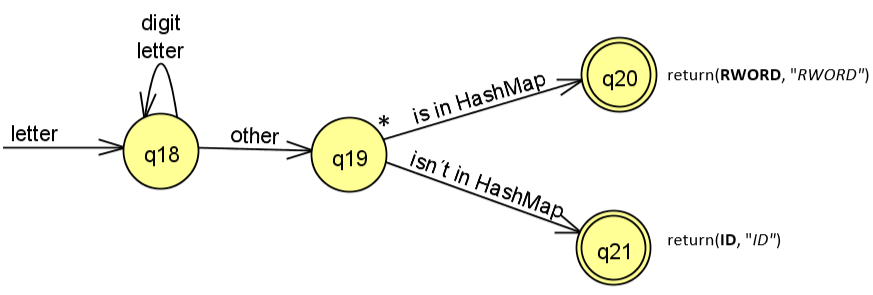 digit
letter
letter
q18
other
q19
*
is in HashMap
q20
return(RWORD, "RWORD")
isn´t in HashMap
q21
return(ID, "ID")